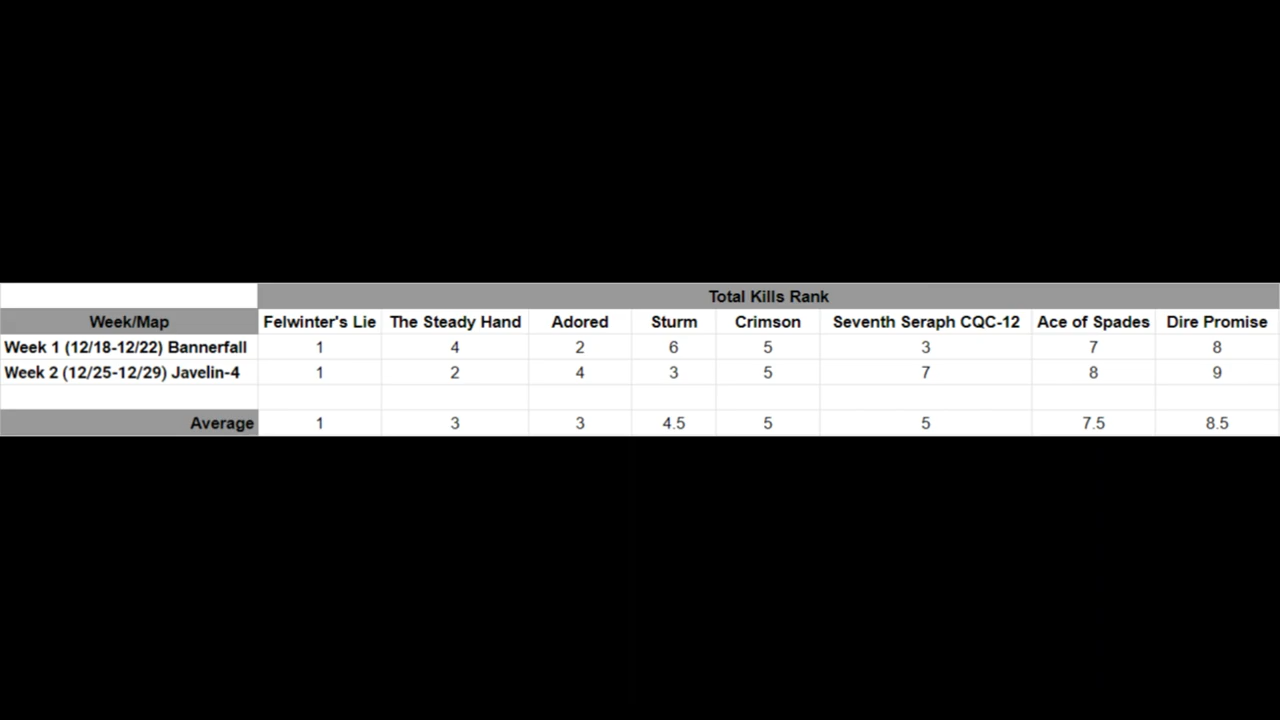 Total Kills Rank
Week/Map Felwinter's Lie The Steady Hand Adored Sturm Crimson Seventh Seraph CQC-12 Ace of Spades Dire Promise
Week 1 (12/18-12/22) Bannerfall 1 4 2 6 5 3 7 8
Week 2 (12/25-12/29) Javelin-4 1 2 4 3 5 7 8 9
Average 1 3 3 4.5 5 5 7.5 8.5